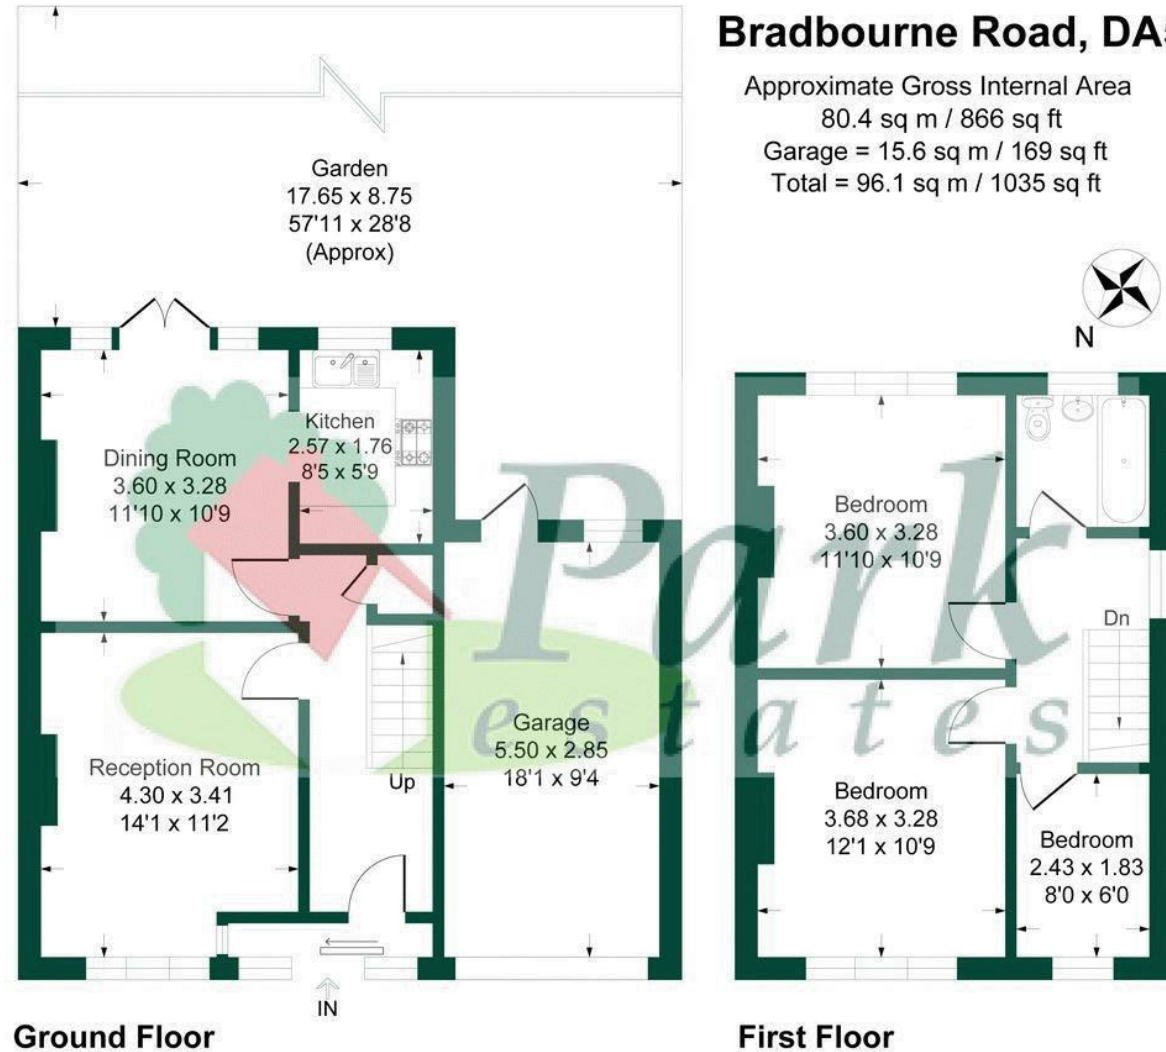 Bradbourne Road, DA5
Approximate Gross Internal Area
80.4 sq m / 866 sq ft
Garage = 15.6 sq m / 169 sq ft
Total = 96.1 sq m / 1035 sq ft
N
Garden
17.65 x 8.75
57'11 x 28'8
(Approx)
Kitchen
2.57 x 1.76
8'5 x 5'9
Dining Room
3.60 x 3.28
11'10 x 10'9
Reception Room
4.30 x 3.41
14'1 x 11'2
Up
Garage
5.50 x 2.85
18'1 x 9'4
IN
Ground Floor
Bedroom
3.60 x 3.28
11'10 x 10'9
Dn
Bedroom
3.68 x 3.28
12'1 x 10'9
Bedroom
2.43 x 1.83
8'0 x 6'0
First Floor
Park
estates